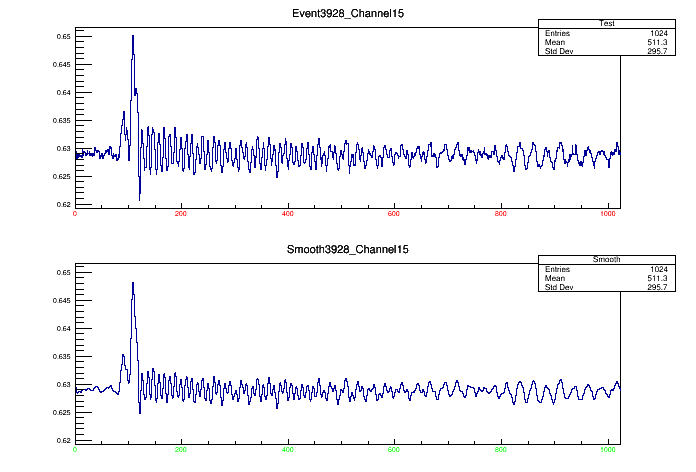 Event3928_Channel15
Test
Entries 1024
Mean 511.3
Std Dev 295.7
0.65
0.645
0.64
0.635
0.63
0.625
0.62
0 200 400 600 800 1000
Smooth3928_Channel15
Smooth
Entries 1024
Mean 511.3
Std Dev 295.7
0.65
0.645
0.64
0.635
0.63
0.625
0.62
0 200 400 600 800 1000